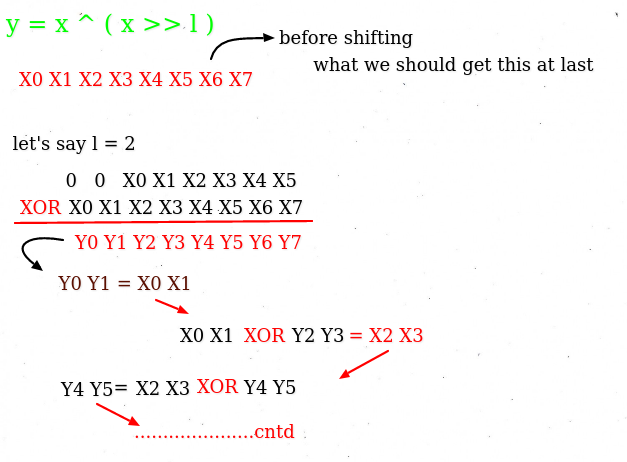 y = x ^ ( x >> l )
before shifting
what we should get this at last
X0 X1 X2 X3 X4 X5 X6 X7
let's say l = 2
0 0 X0 X1 X2 X3 X4 X5
XOR X0 X1 X2 X3 X4 X5 X6 X7
Y0 Y1 Y2 Y3 Y4 Y5 Y6 Y7
Y0 Y1 = X0 X1
X0 X1 XOR Y2 Y3 = X2 X3
Y4 Y5= X2 X3 XOR Y4 Y5
.....................cntd